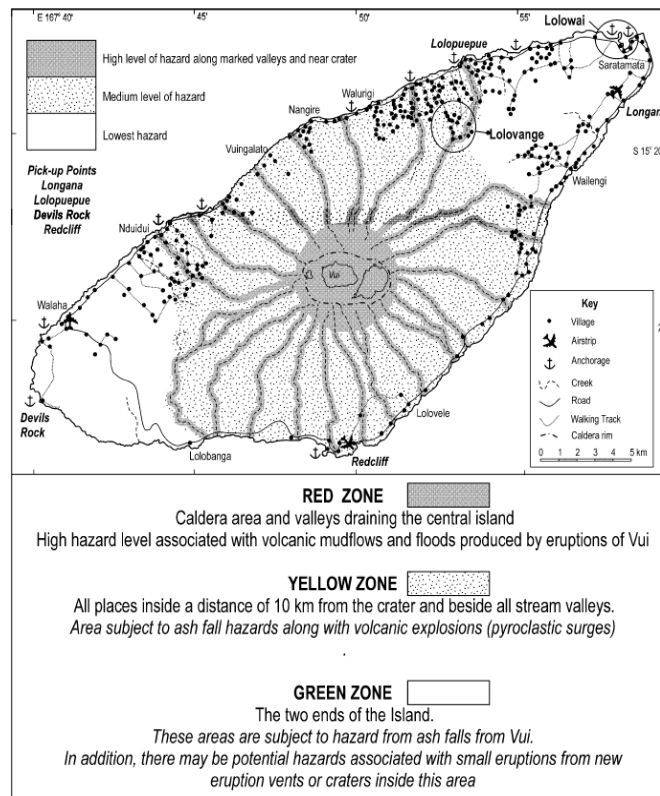 E 167° 40'
45'
50'
55'
Lolowai
High level of hazard along marked valleys and near crater
Lolopuepue
Saratamata
Medium level of hazard
Walurigi
Nangire
Longana
Lowest hazard
Lolovange
S 15° 20'
Vuingalato
Pick-up Points
Longana
Lolopuepue
Devils Rock
Redcliff
Wailengi
Nduidui
Vui
Walaha
Key
Village
Airstrip
Anchorage
Creek
Road
Walking Track
Caldera rim
0 1 2 3 4 5 km
Devils
Rock
Lolovele
Lolobanga
Redcliff
RED ZONE
Caldera area and valleys draining the central island
High hazard level associated with volcanic mudflows and floods produced by eruptions of Vui
YELLOW ZONE
All places inside a distance of 10 km from the crater and beside all stream valleys.
Area subject to ash fall hazards along with volcanic explosions (pyroclastic surges)
.
GREEN ZONE
The two ends of the Island.
These areas are subject to hazard from ash falls from Vui.
In addition, there may be potential hazards associated with small eruptions from new
eruption vents or craters inside this area